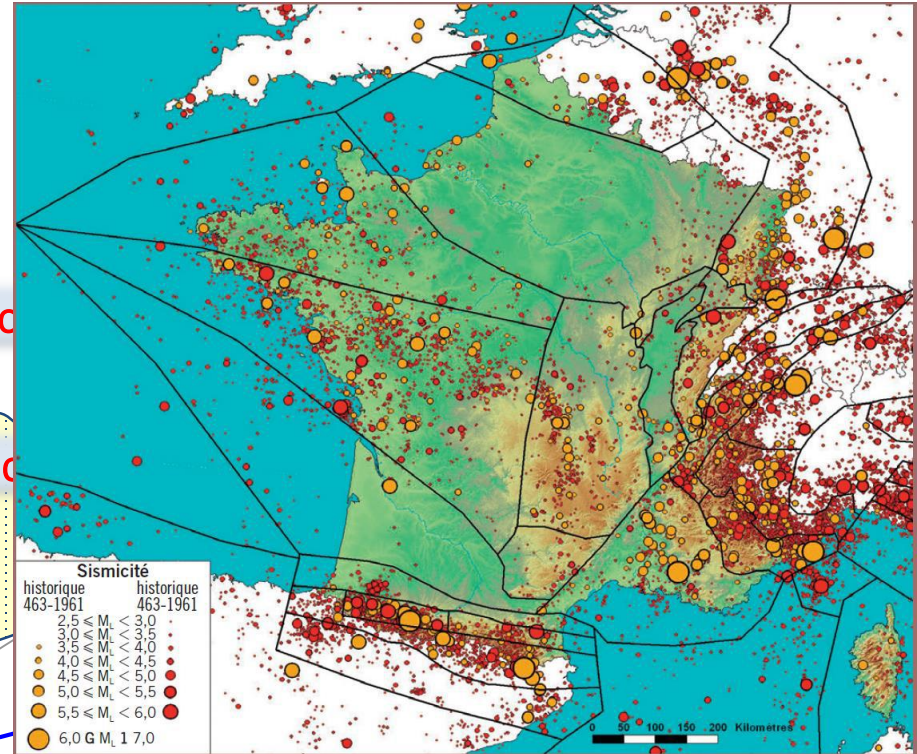 Sismicité
historique historique
463-1961 463-1961
2,5 ⩽ ML < 3,0
3,0 ⩽ ML < 3,5
3,5 ⩽ ML < 4,0
4,0 ⩽ ML < 4,5
4,5 ⩽ ML < 5,0
5,0 ⩽ ML < 5,5
5,5 ⩽ ML < 6,0
6,0 G ML 1 7,0
0 50 100 150 200 Kilométres